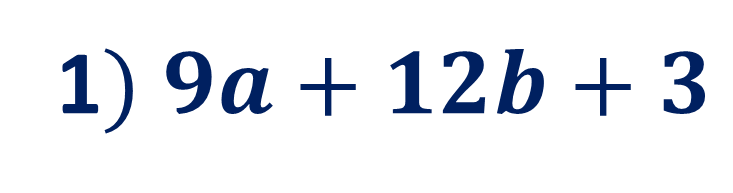 1) 9a + 12b + 3